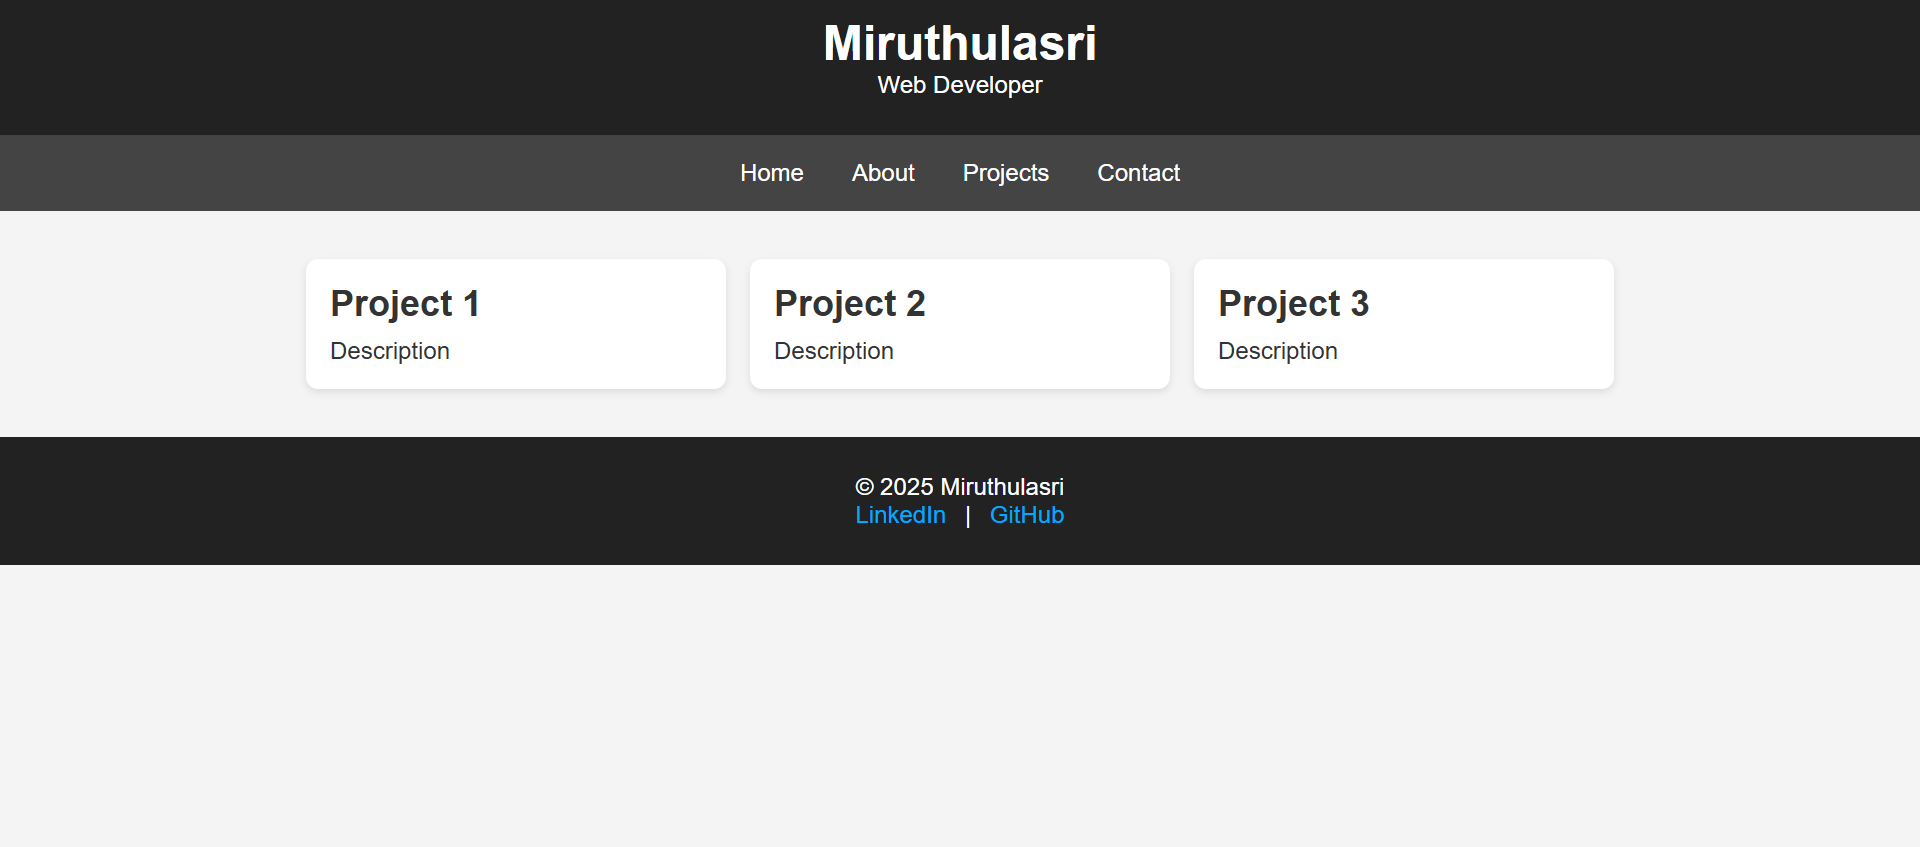 Miruthulasri
Web Developer
Home About Projects Contact
Project 1
Description
Project 2
Description
Project 3
Description
© 2025 Miruthulasri
LinkedIn | GitHub